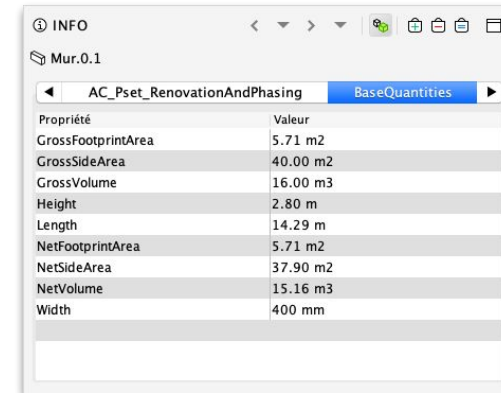 INFO
Mur.0.1
AC_Pset_RenovationAndPhasing BaseQuantities
Propriété Valeur
GrossFootprintArea 5.71 m2
GrossSideArea 40.00 m2
GrossVolume 16.00 m3
Height 2.80 m
Length 14.29 m
NetFootprintArea 5.71 m2
NetSideArea 37.90 m2
NetVolume 15.16 m3
Width 400 mm